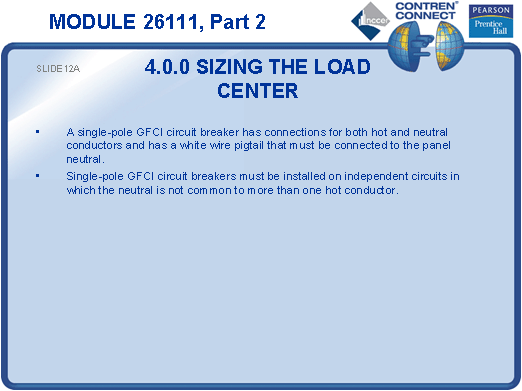 MODULE 26111, Part 2
nccer
CONTREN®
CONNECT
PEARSON
Prentice
Hall
SLIDE 12A
4.0.0 SIZING THE LOAD
CENTER
• A single-pole GFCI circuit breaker has connections for both hot and neutral
conductors and has a white wire pigtail that must be connected to the panel
neutral.
• Single-pole GFCI circuit breakers must be installed on independent circuits in
which the neutral is not common to more than one hot conductor.